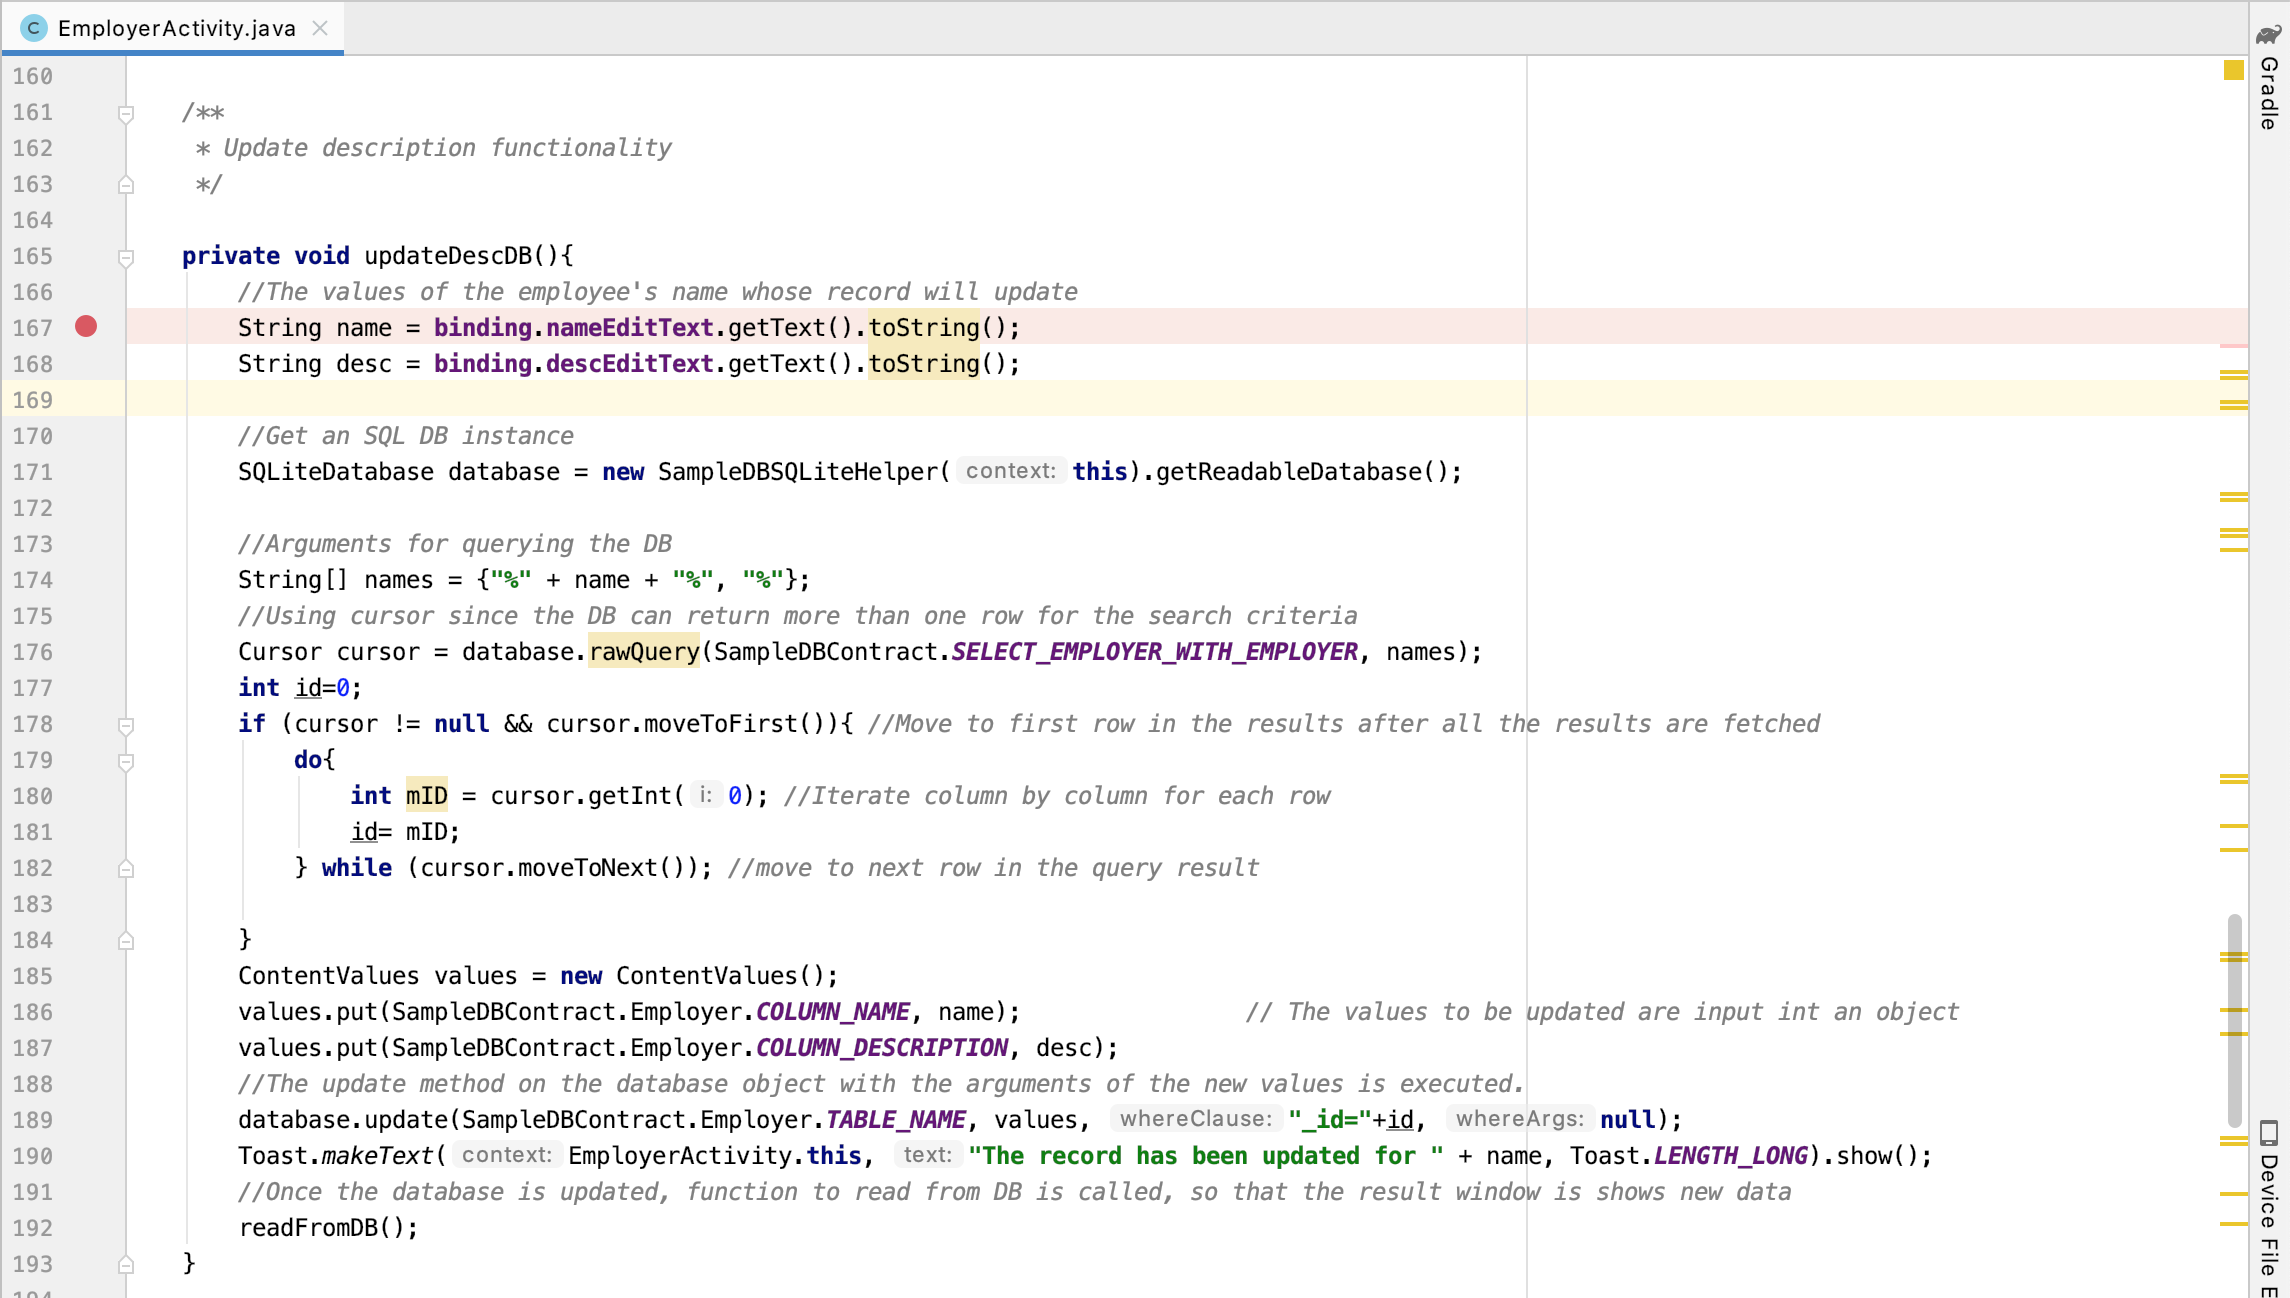 EmployerActivity.java
160
161 /**
162 * Update description functionality
163 */
164
165 private void updateDescDB(){
166 //The values of the employee's name whose record will update
167 String name = binding.nameEditText.getText().toString();
168 String desc = binding.descEditText.getText().toString();
169
170 //Get an SQL DB instance
171 SQLiteDatabase database = new SampleDBSQLiteHelper( context: this).getReadableDatabase();
172
173 //Arguments for querying the DB
174 String[] names = {"%" + name + "%", "%"};
175 //Using cursor since the DB can return more than one row for the search criteria
176 Cursor cursor = database.rawQuery(SampleDBContract.SELECT_EMPLOYER_WITH_EMPLOYER, names);
177 int id=0;
178 if (cursor != null && cursor.moveToFirst()){ //Move to first row in the results after all the results are fetched
179 do{
180 int mID = cursor.getInt( i: 0); //Iterate column by column for each row
181 id= mID;
182 } while (cursor.moveToNext()); //move to next row in the query result
183
184 }
185 ContentValues values = new ContentValues();
186 values.put(SampleDBContract.Employer.COLUMN_NAME, name); // The values to be updated are input int an object
187 values.put(SampleDBContract.Employer.COLUMN_DESCRIPTION, desc);
188 //The update method on the database object with the arguments of the new values is executed.
189 database.update(SampleDBContract.Employer.TABLE_NAME, values, whereClause: "_id="+id, whereArgs: null);
190 Toast.makeText( context: EmployerActivity.this, text: "The record has been updated for " + name, Toast.LENGTH_LONG).show();
191 //Once the database is updated, function to read from DB is called, so that the result window is shows new data
192 readFromDB();
193 }
Gradle
Device File E